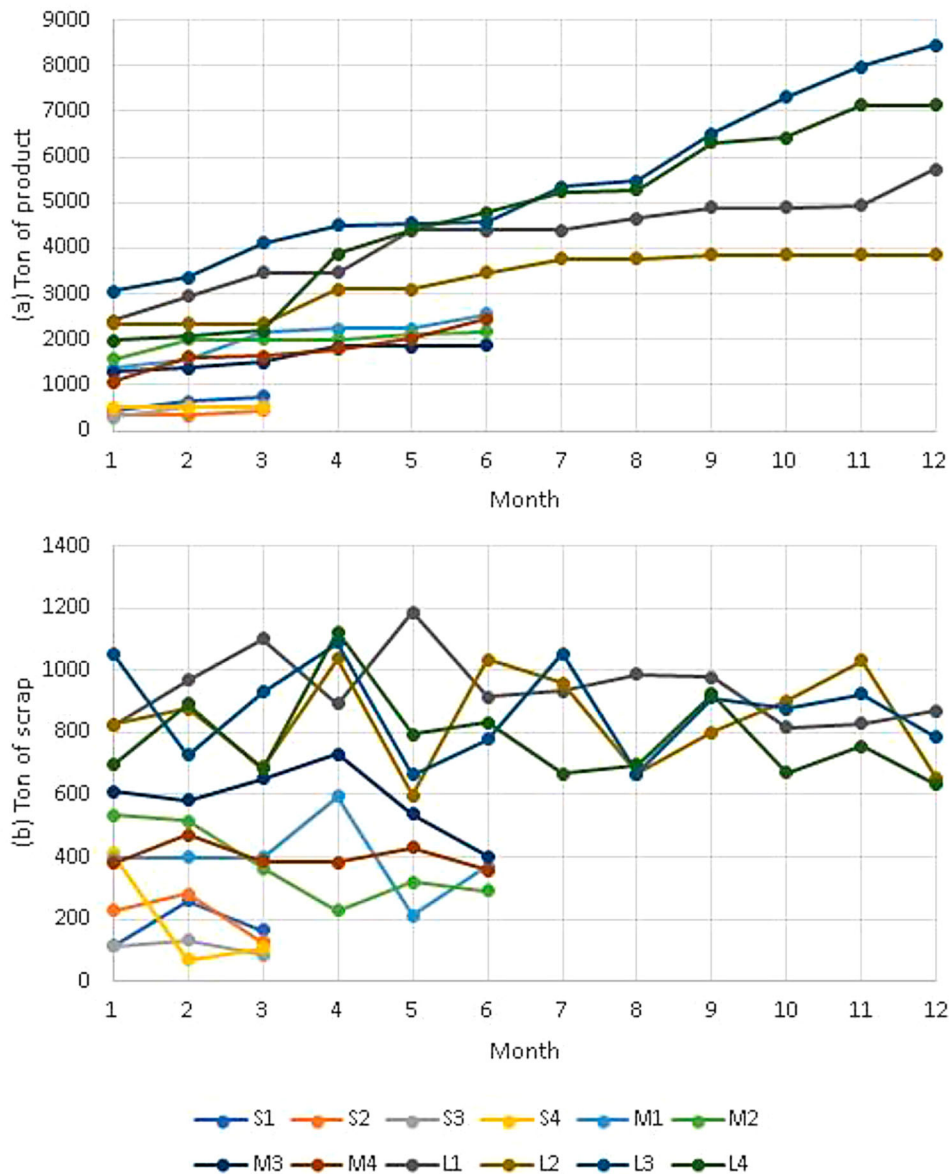 9000
8000
7000
6000
5000
4000
3000
2000
1000
0
(a) Ton of product
1 2 3 4 5 6 7 8 9 10 11 12
Month
1400
1200
1000
800
600
400
200
0
(b) Ton of scrap
1 2 3 4 5 6 7 8 9 10 11 12
Month
S1 S2 S3 S4 M1 M2
M3 M4 L1 L2 L3 L4